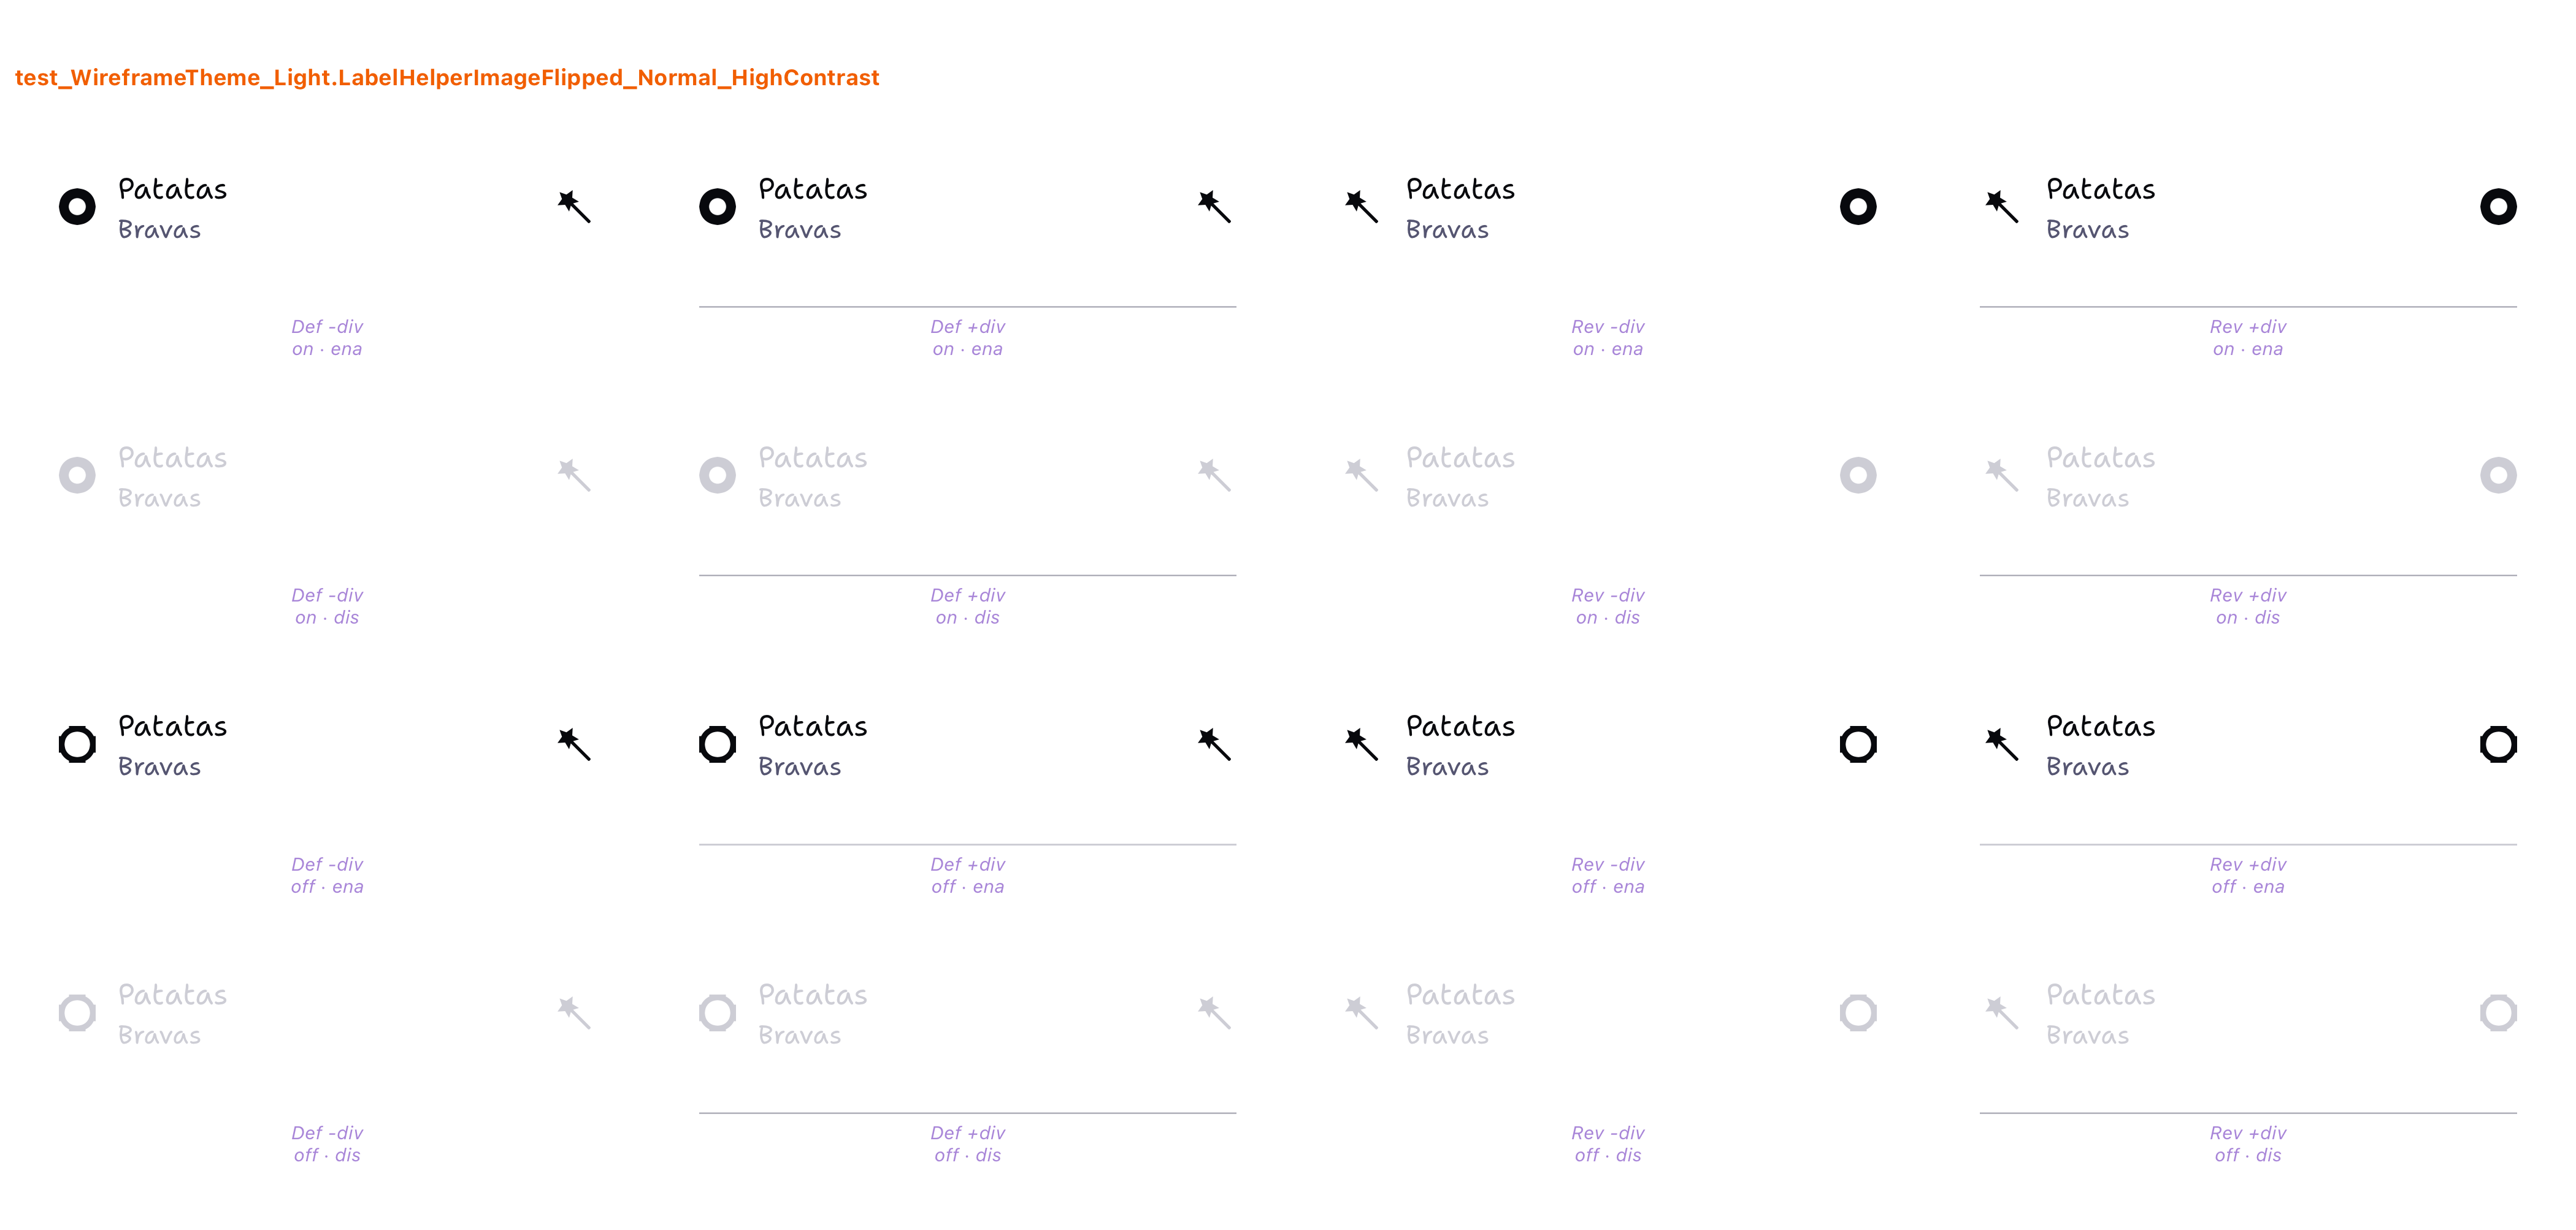 test_WireframeTheme_Light.LabelHelperImageFlipped_Normal_HighContrast
Patatas
Bravas
Def -div
on · ena
Patatas
Bravas
Def +div
on · ena
Patatas
Bravas
Rev -div
on · ena
Patatas
Bravas
Rev +div
on · ena
Patatas
Bravas
Def -div
on · dis
Patatas
Bravas
Def +div
on · dis
Patatas
Bravas
Rev -div
on · dis
Patatas
Bravas
Rev +div
on · dis
Patatas
Bravas
Def -div
off · ena
Patatas
Bravas
Def +div
off · ena
Patatas
Bravas
Rev -div
off · ena
Patatas
Bravas
Rev +div
off · ena
Patatas
Bravas
Def -div
off · dis
Patatas
Bravas
Def +div
off · dis
Patatas
Bravas
Rev -div
off · dis
Patatas
Bravas
Rev +div
off · dis